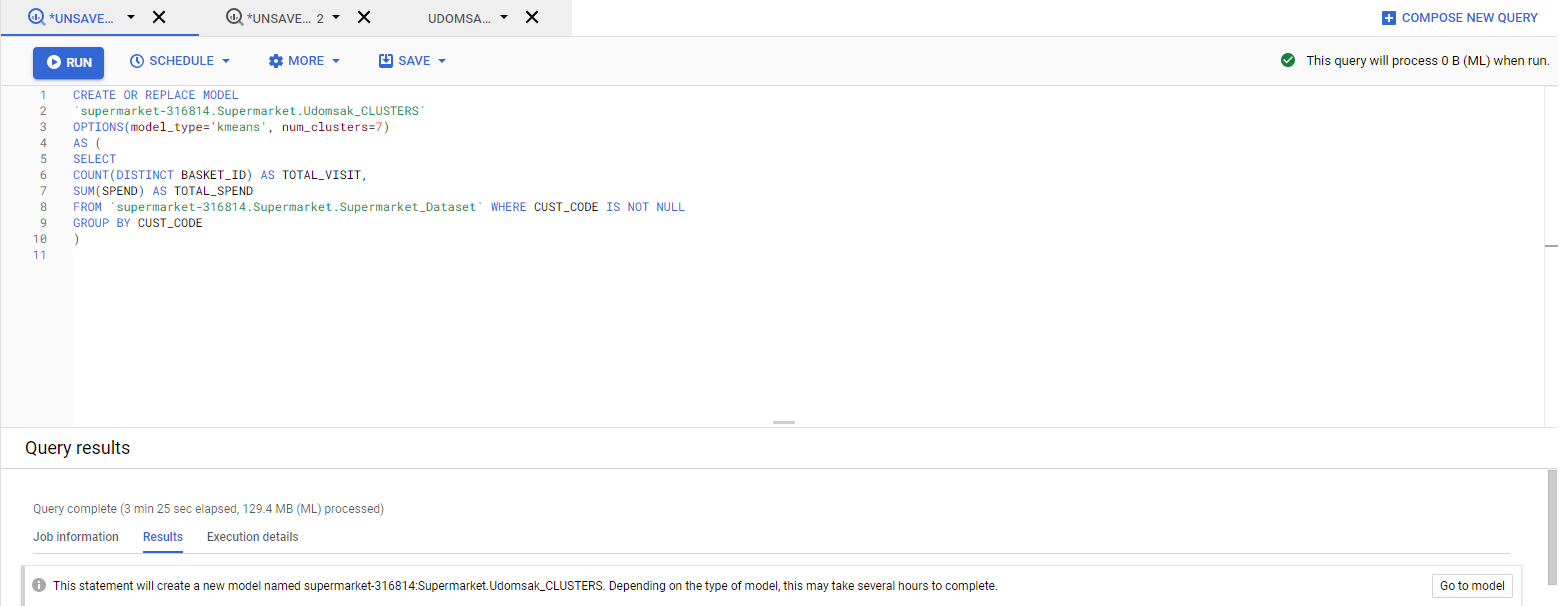 *UNSAVE...
*UNSAVE... 2
UDOMSA...
COMPOSE NEW QUERY
RUN
SCHEDULE
MORE
SAVE
This query will process 0 B (ML) when run.
1 CREATE OR REPLACE MODEL
2 `supermarket-316814.Supermarket.Udomsak_CLUSTERS`
3 OPTIONS(model_type='kmeans', num_clusters=7)
4 AS (
5 SELECT
6 COUNT(DISTINCT BASKET_ID) AS TOTAL_VISIT,
7 SUM(SPEND) AS TOTAL_SPEND
8 FROM `supermarket-316814.Supermarket.Supermarket_Dataset` WHERE CUST_CODE IS NOT NULL
9 GROUP BY CUST_CODE
10 )
11
Query results
Query complete (3 min 25 sec elapsed, 129.4 MB (ML) processed)
Job information
Results
Execution details
This statement will create a new model named supermarket-316814:Supermarket.Udomsak_CLUSTERS. Depending on the type of model, this may take several hours to complete.
Go to model